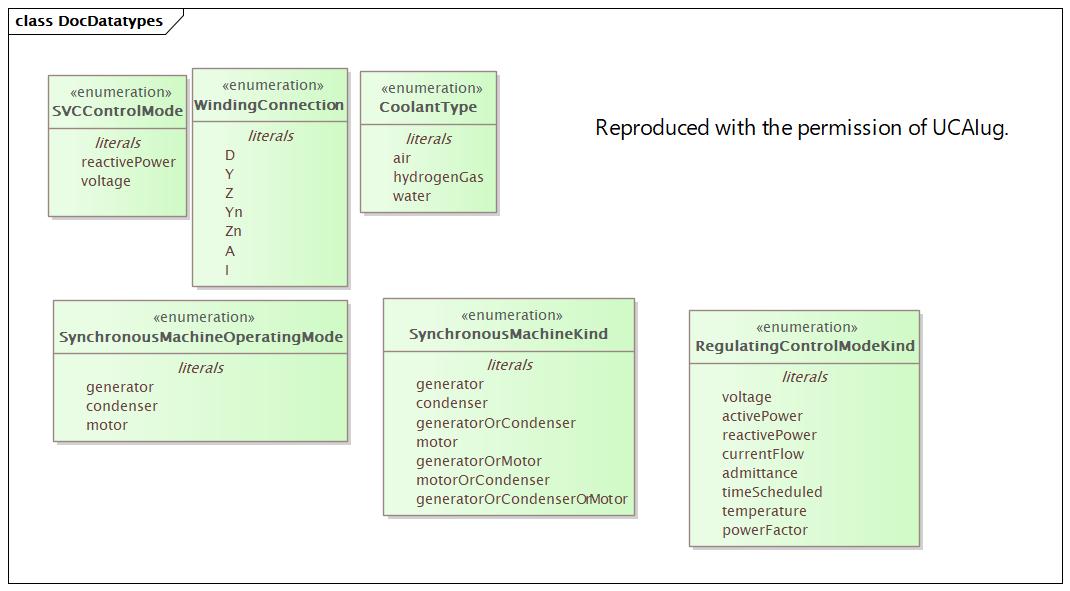 class DocDatatypes
«enumeration»
SVCControlMode
literals
reactivePower
voltage
«enumeration»
WindingConnection
literals
D
Y
Z
Yn
Zn
A
I
«enumeration»
CoolantType
literals
air
hydrogenGas
water
Reproduced with the permission of UCAIug.
«enumeration»
SynchronousMachineOperatingMode
literals
generator
condenser
motor
«enumeration»
SynchronousMachineKind
literals
generator
condenser
generatorOrCondenser
motor
generatorOrMotor
motorOrCondenser
generatorOrCondenserOrMotor
«enumeration»
RegulatingControlModeKind
literals
voltage
activePower
reactivePower
currentFlow
admittance
timeScheduled
temperature
powerFactor